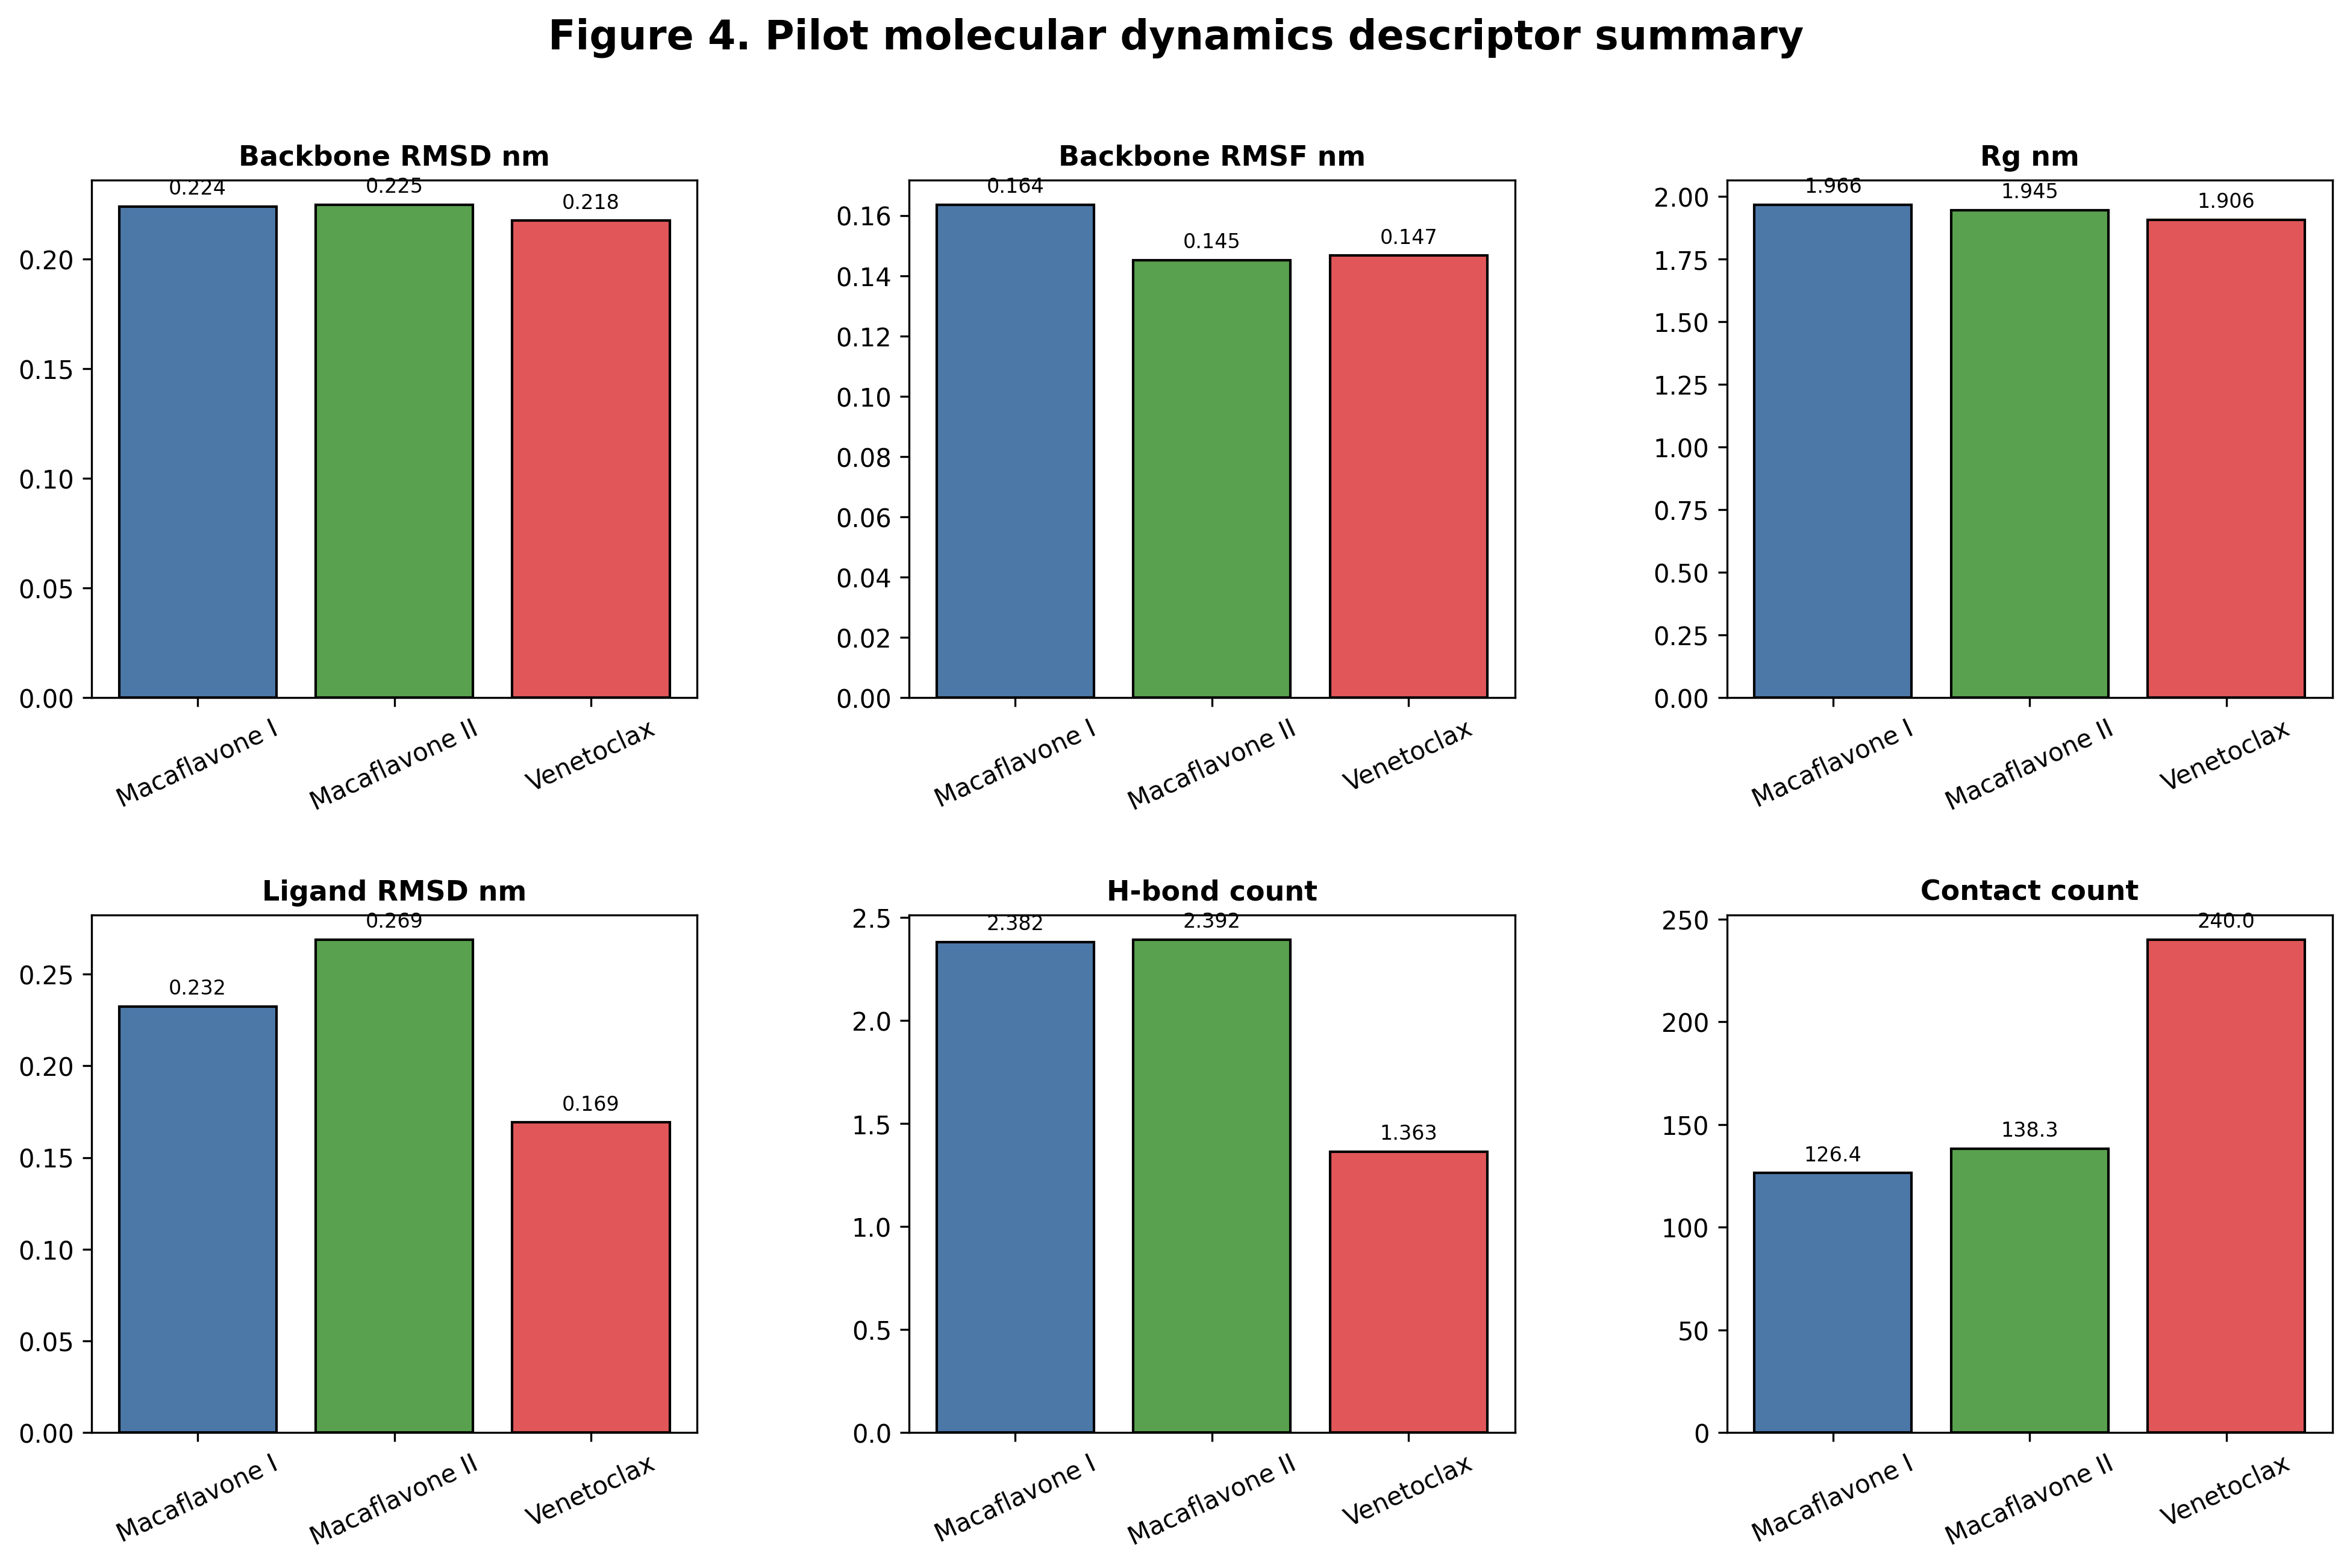 Figure 4. Pilot molecular dynamics descriptor summary
Backbone RMSD nm
0.224
0.225
0.218
0.20
0.15
0.10
0.05
0.00
Macaflavone I
Macaflavone II
Venetoclax
Backbone RMSF nm
0.164
0.145
0.147
0.16
0.14
0.12
0.10
0.08
0.06
0.04
0.02
0.00
Macaflavone I
Macaflavone II
Venetoclax
Rg nm
1.966
1.945
1.906
2.00
1.75
1.50
1.25
1.00
0.75
0.50
0.25
0.00
Macaflavone I
Macaflavone II
Venetoclax
Ligand RMSD nm
0.232
0.269
0.169
0.25
0.20
0.15
0.10
0.05
0.00
Macaflavone I
Macaflavone II
Venetoclax
H-bond count
2.382
2.392
1.363
2.5
2.0
1.5
1.0
0.5
0.0
Macaflavone I
Macaflavone II
Venetoclax
Contact count
126.4
138.3
240.0
250
200
150
100
50
0
Macaflavone I
Macaflavone II
Venetoclax